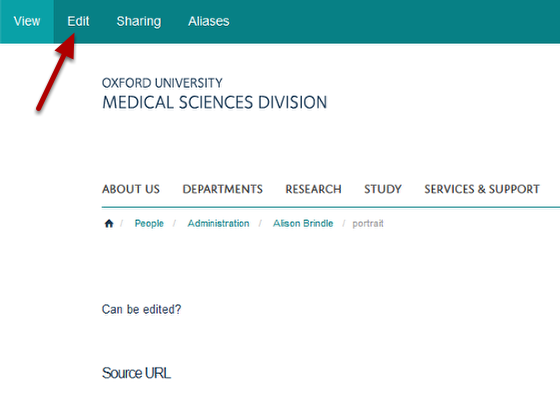 View Edit Sharing Aliases
OXFORD UNIVERSITY
MEDICAL SCIENCES DIVISION
ABOUT US DEPARTMENTS RESEARCH STUDY SERVICES & SUPPORT
/ People / Administration / Alison Brindle / portrait
Can be edited?
Source URL